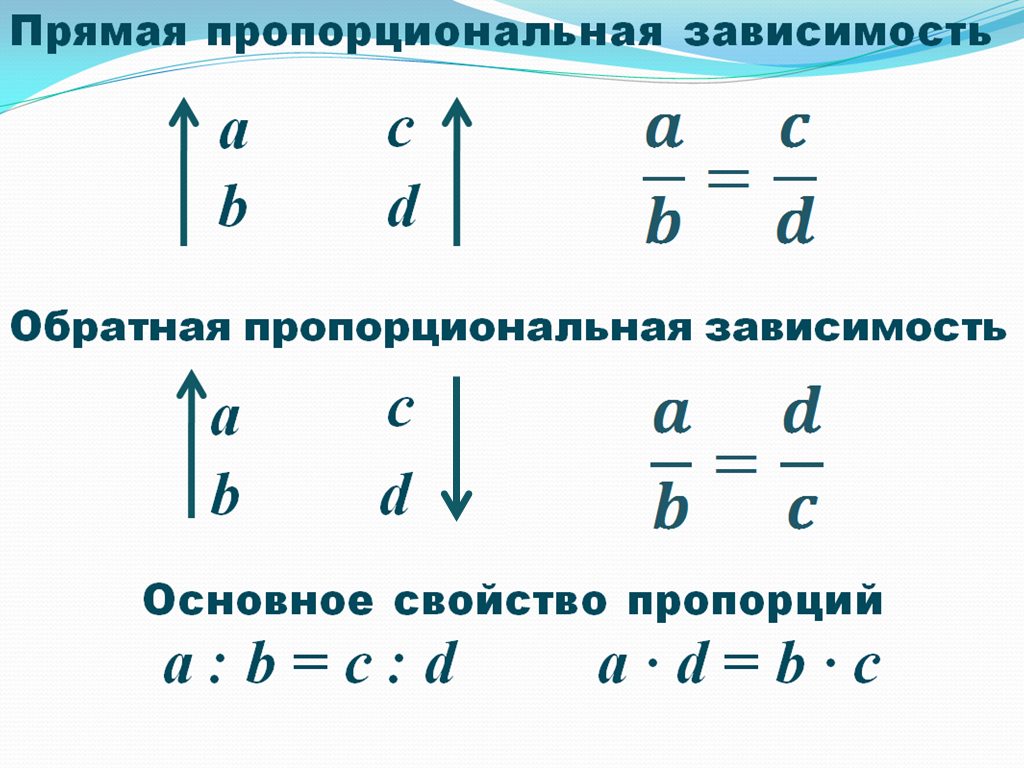 Прямая пропорциональная зависимость
a c a/b = c/d
b d
Обратная пропорциональная зависимость
a c a/b = d/c
b d
Основное свойство пропорций
a : b = c : d a · d = b · c